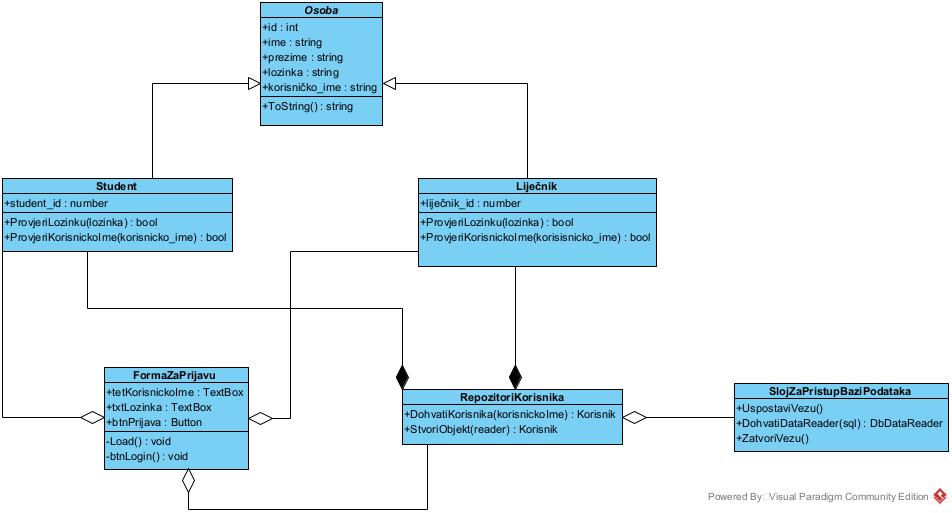 Osoba
+id : int
+ime : string
+prezime : string
+lozinka : string
+korisničko_ime : string
+ToString() : string
Student
+student_id : number
+ProvjeriLozinku(lozinka) : bool
+ProvjeriKorisnickoIme(korisnicko_ime) : bool
Liječnik
+liječnik_id : number
+ProvjeriLozinku(lozinka) : bool
+ProvjeriKorisnickoIme(korisisnicko_ime) : bool
FormaZaPrijavu
+tetKorisnickoIme : TextBox
+txtLozinka : TextBox
+btnPrijava : Button
-Load() : void
-btnLogin() : void
RepozitoriKorisnika
+DohvatiKorisnika(korisnickoIme) : Korisnik
+StvoriObjekt(reader) : Korisnik
SlojZaPristupBaziPodataka
+UspostaviVezu()
+DohvatiDataReader(sql) : DbDataReader
+ZatvoriVezu()
Powered By Visual Paradigm Community Edition